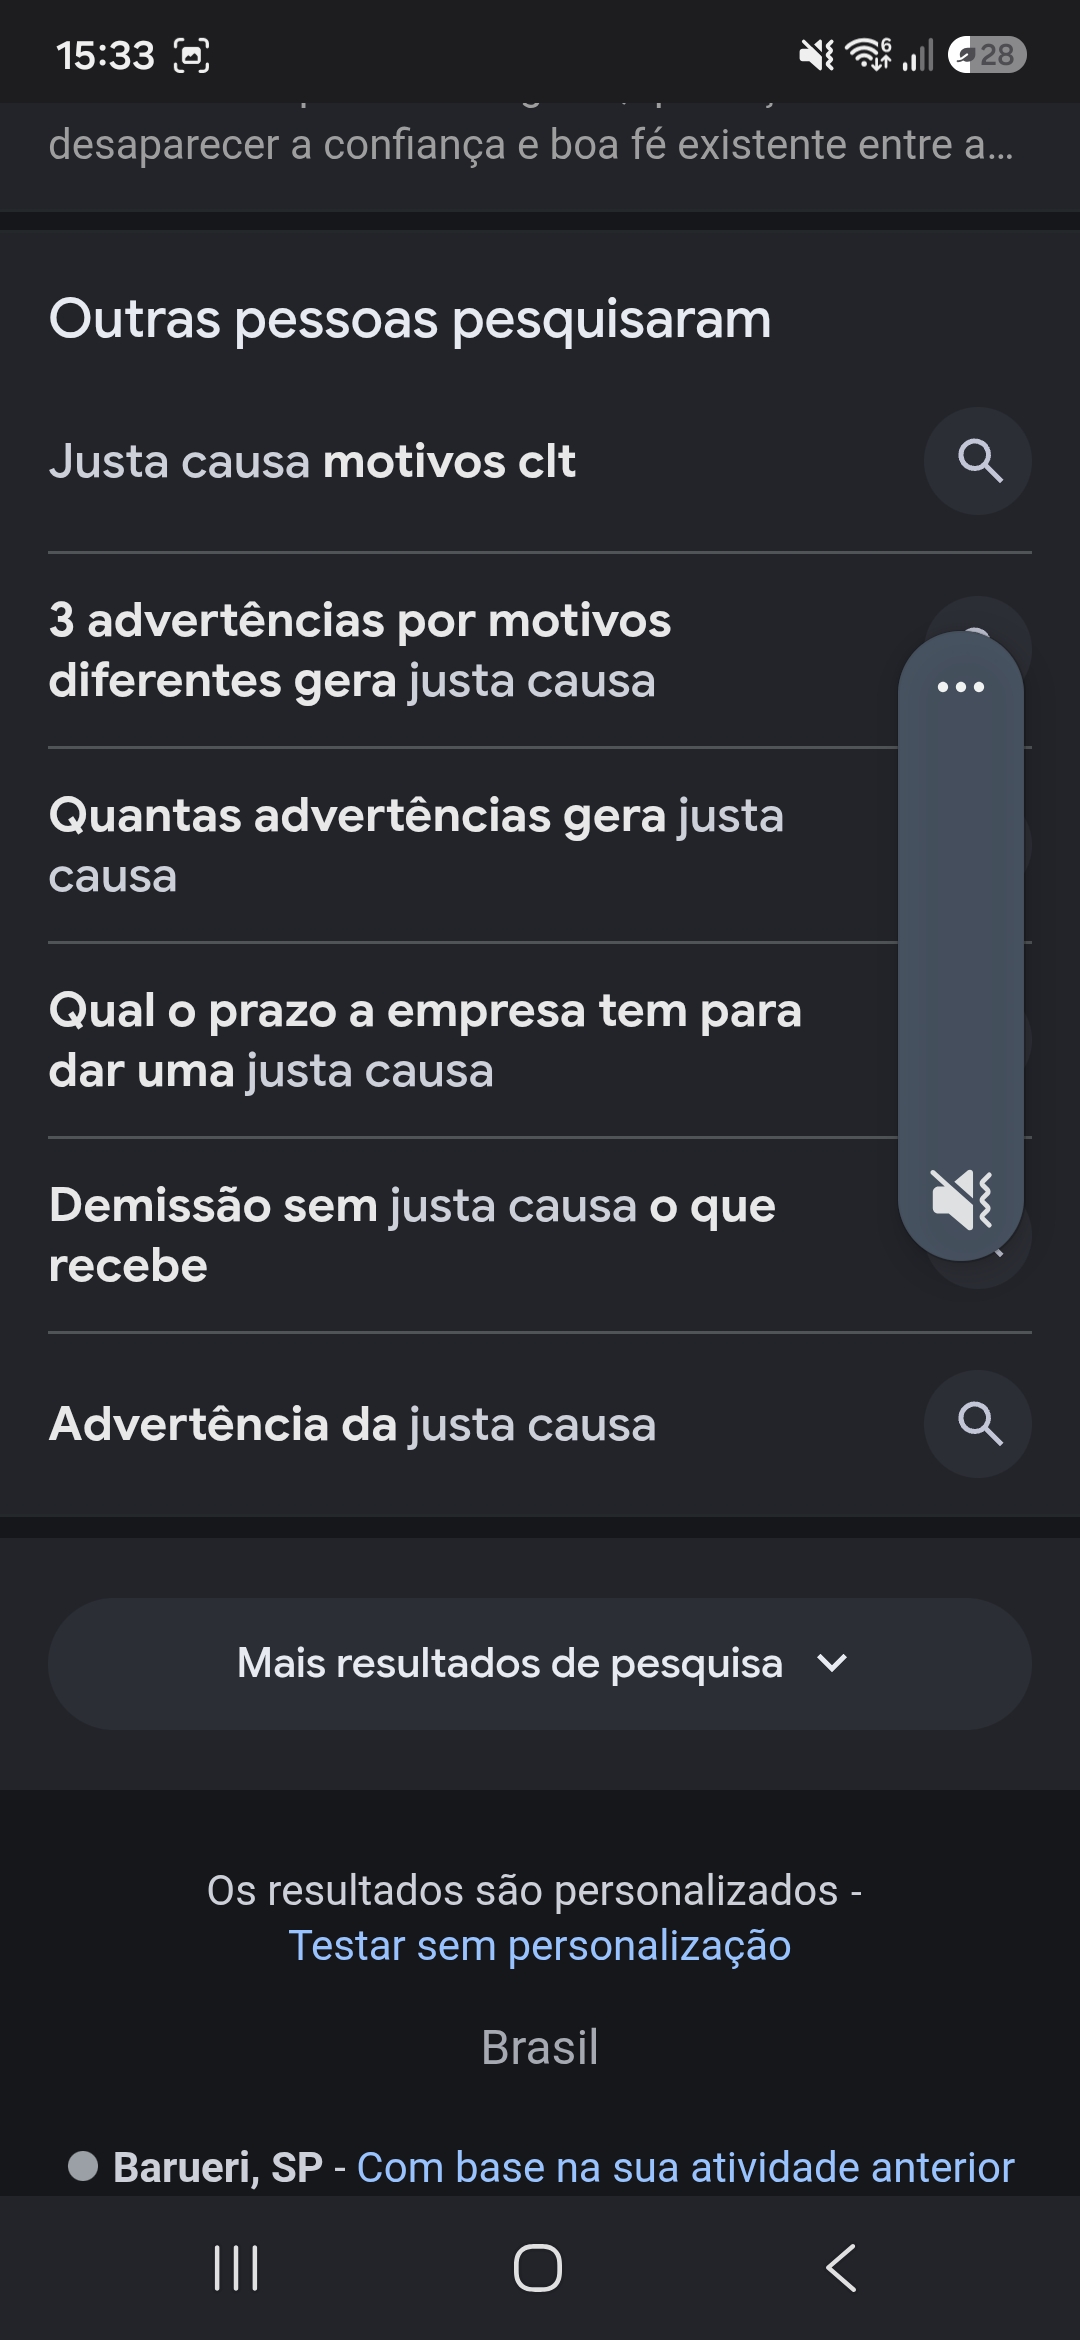 15:33
6
28
desaparecer a confiança e boa fé existente entre a...
Outras pessoas pesquisaram
Justa causa motivos clt
3 advertências por motivos
diferentes gera justa causa
Quantas advertências gera justa
causa
Qual o prazo a empresa tem para
dar uma justa causa
Demissão sem justa causa o que
recebe
Advertência da justa causa
Mais resultados de pesquisa
Os resultados são personalizados -
Testar sem personalização
Brasil
Barueri, SP - Com base na sua atividade anterior